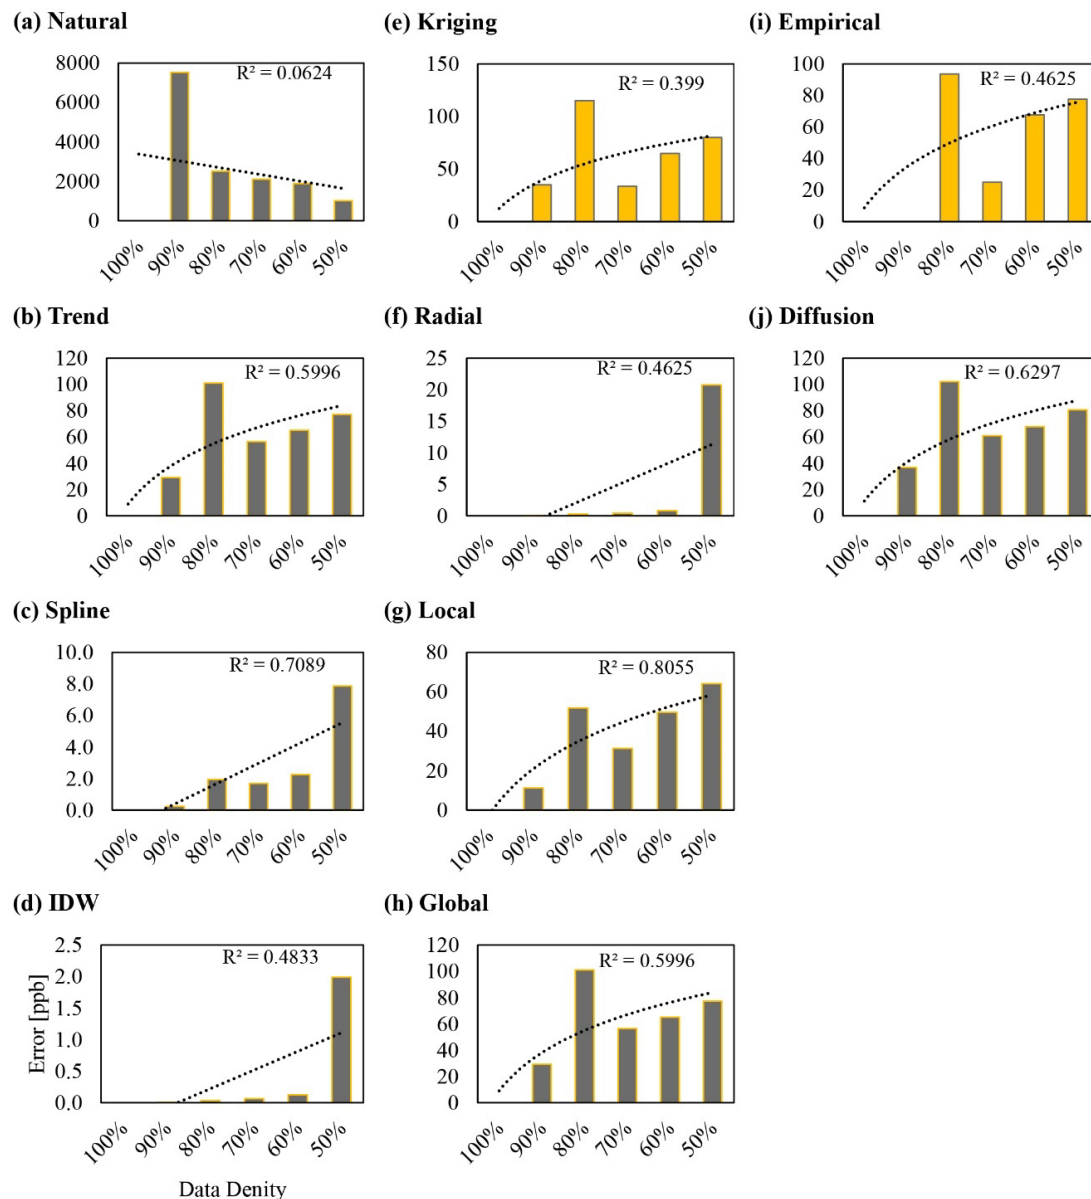 (a) Natural
R² = 0.0624
8000
6000
4000
2000
0
100% 90% 80% 70% 60% 50%
(b) Trend
R² = 0.5996
120
100
80
60
40
20
0
100% 90% 80% 70% 60% 50%
(c) Spline
R² = 0.7089
10.0
8.0
6.0
4.0
2.0
0.0
100% 90% 80% 70% 60% 50%
(d) IDW
R² = 0.4833
2.5
2.0
1.5
1.0
0.5
0.0
Error [ppb]
100% 90% 80% 70% 60% 50%
Data Denity
(e) Kriging
R² = 0.399
150
100
50
0
100% 90% 80% 70% 60% 50%
(f) Radial
R² = 0.4625
25
20
15
10
5
0
100% 90% 80% 70% 60% 50%
(g) Local
R² = 0.8055
80
60
40
20
0
100% 90% 80% 70% 60% 50%
(h) Global
R² = 0.5996
120
100
80
60
40
20
0
100% 90% 80% 70% 60% 50%
(i) Empirical
R² = 0.4625
100
80
60
40
20
0
100% 90% 80% 70% 60% 50%
(j) Diffusion
R² = 0.6297
120
100
80
60
40
20
0
100% 90% 80% 70% 60% 50%